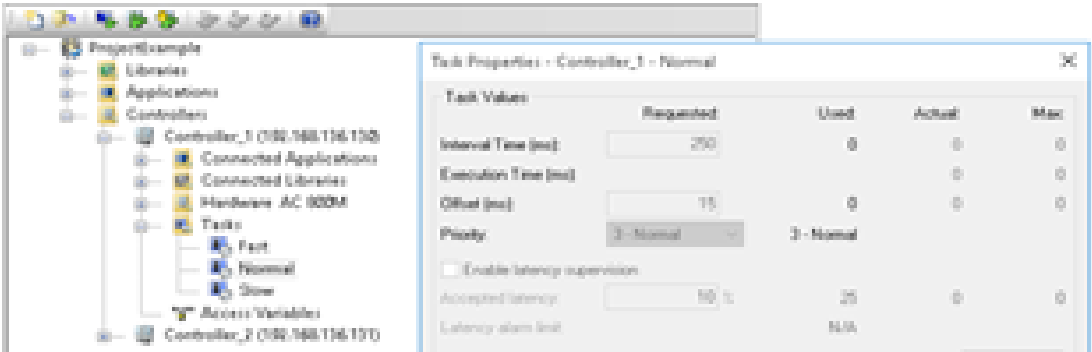 ProjectExample
Libraries
Applications
Controllers
Controller_1 (192.168.136.130)
Connected Applications
Connected Libraries
Hardware AC 800M
Tasks
Fast
Normal
Slow
Access Variables
Controller_2 (192.168.136.131)
Task Properties - Controller_1 - Normal
Task Values
Requested Used Actual Max
Interval Time (ms) 250 0 0 0
Execution Time (ms) 0 0
Offset (ms) 15 0 0 0
Priority 3 - Normal 3 - Normal
Enable latency supervision
Accepted latency 10 % 25 0 0
Latency alarm limit N/A